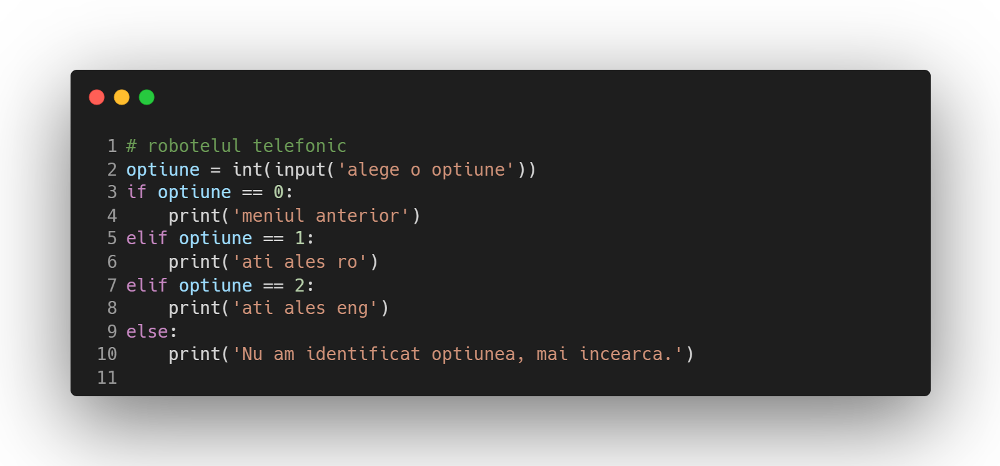 1 # robotelul telefonic
2 optiune = int(input('alege o optiune'))
3 if optiune == 0:
4     print('meniul anterior')
5 elif optiune == 1:
6     print('ati ales ro')
7 elif optiune == 2:
8     print('ati ales eng')
9 else:
10     print('Nu am identificat optiunea, mai incearca.')
11